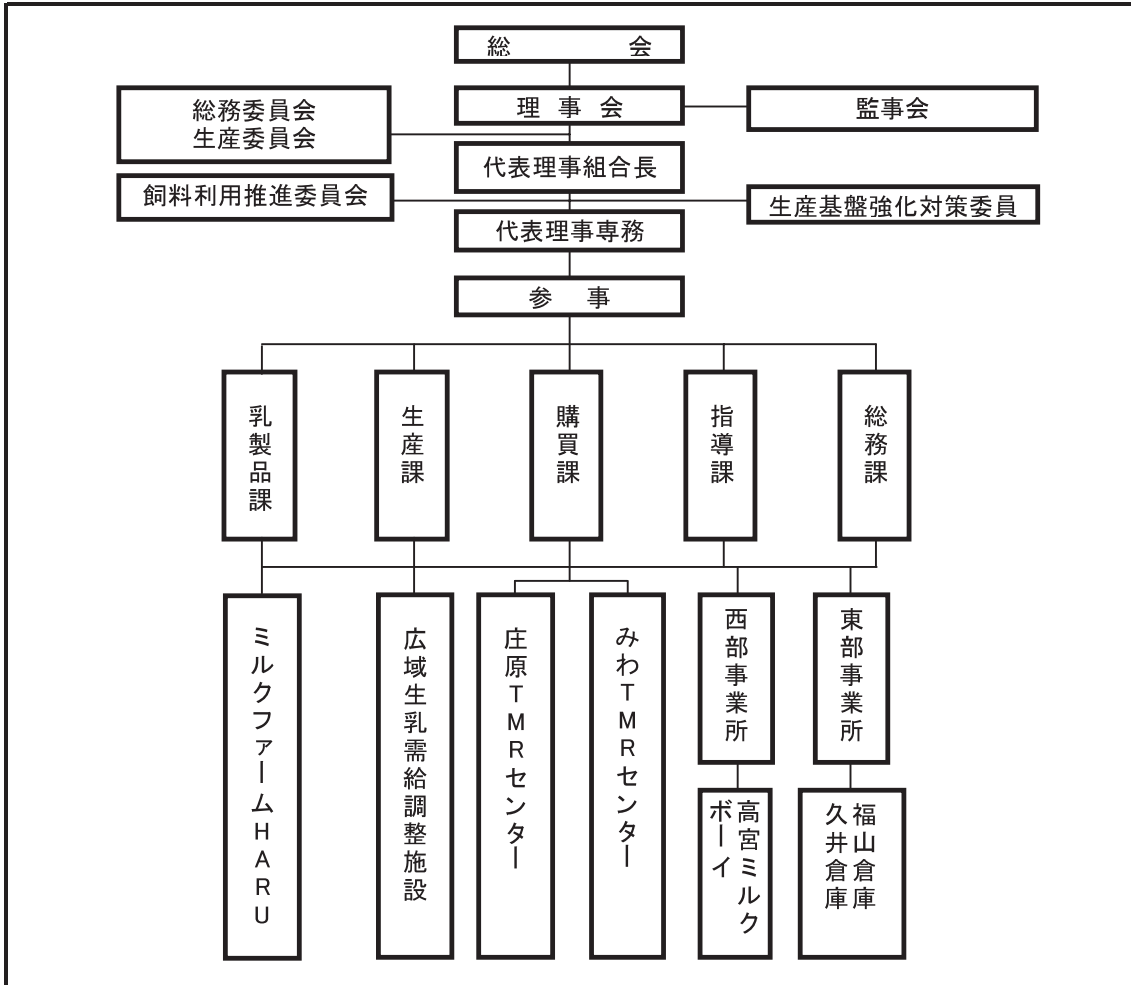 総　会
理事会
総務委員会
生産委員会
監事会
代表理事組合長
飼料利用推進委員会
生産基盤強化対策委員
代表理事専務
参事
乳製品課
生産課
購買課
指導課
総務課
ミルクファームHARU
広域生乳需給調整施設
庄原TMRセンター
みわTMRセンター
西部事業所
東部事業所
高宮ミルク
ボーイ
福山倉庫
久井倉庫